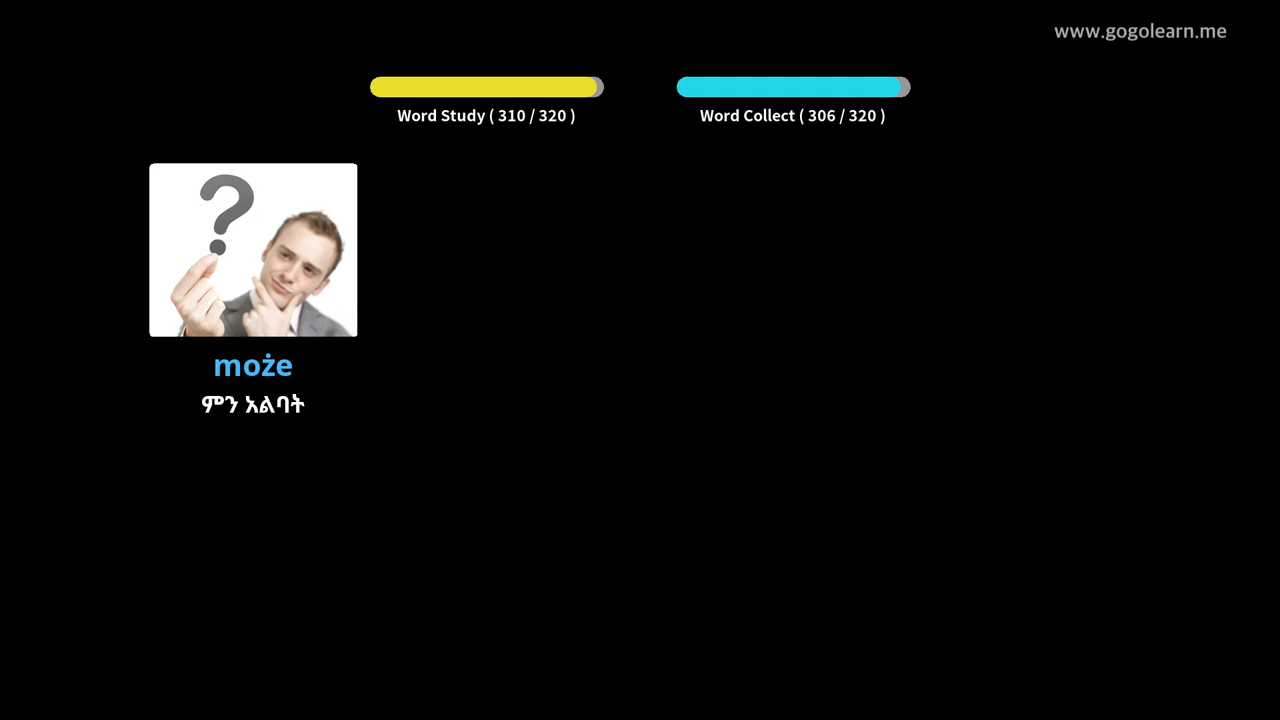 www.gogolearn.me
Word Study ( 310 / 320 )
Word Collect ( 306 / 320 )
?
może
ምን አልባት